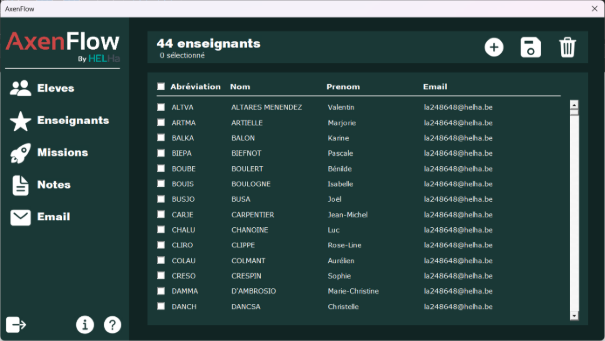 AxenFlow
AxenFlow
By HELHa
Eleves
Enseignants
Missions
Notes
Email
44 enseignants
0 sélectionné
Abréviation Nom Prenom Email
ALTVA ALTARES MENENDEZ Valentin la248648@helha.be
ARTMA ARTIELLE Marjorie la248648@helha.be
BALKA BALON Karine la248648@helha.be
BIEPA BIEFNOT Pascale la248648@helha.be
BOUBE BOULERT Bénilde la248648@helha.be
BOUIS BOULOGNE Isabelle la248648@helha.be
BUSJO BUSA Joël la248648@helha.be
CARJE CARPENTIER Jean-Michel la248648@helha.be
CHALU CHANOINE Luc la248648@helha.be
CLIRO CLIPPE Rose-Line la248648@helha.be
COLAU COLMANT Aurélien la248648@helha.be
CRESO CRESPIN Sophie la248648@helha.be
DAMMA D'AMBROSIO Marie-Christine la248648@helha.be
DANCH DANCSA Christelle la248648@helha.be